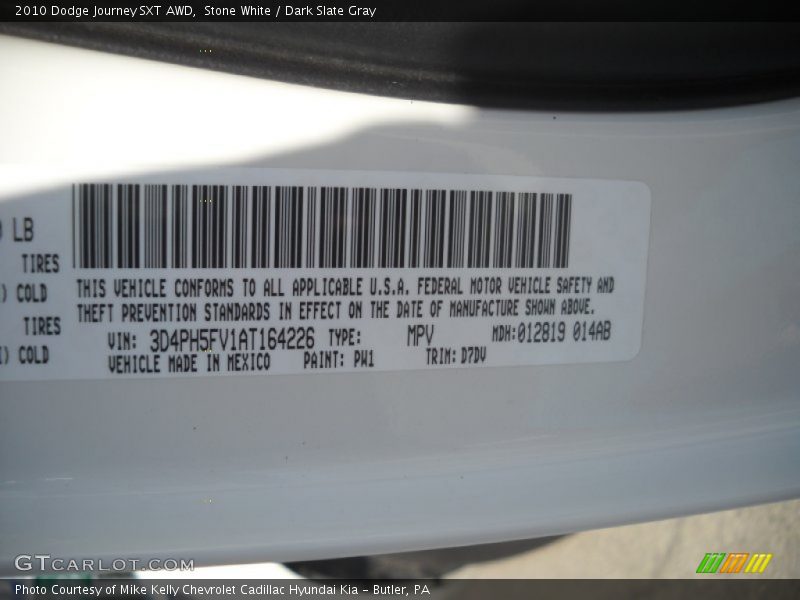 2010 Dodge Journey SXT AWD, Stone White / Dark Slate Gray
LB
TIRES
COLD
TIRES
COLD
THIS VEHICLE CONFORMS TO ALL APPLICABLE U.S.A. FEDERAL MOTOR VEHICLE SAFETY AND
THEFT PREVENTION STANDARDS IN EFFECT ON THE DATE OF MANUFACTURE SHOWN ABOVE.
VIN: 3D4PH5FV1AT164226 TYPE: MPV MDH:012819 014AB
VEHICLE MADE IN MEXICO PAINT: PW1 TRIM: D7DV
GTCARLOT.COM
Photo Courtesy of Mike Kelly Chevrolet Cadillac Hyundai Kia – Butler, PA